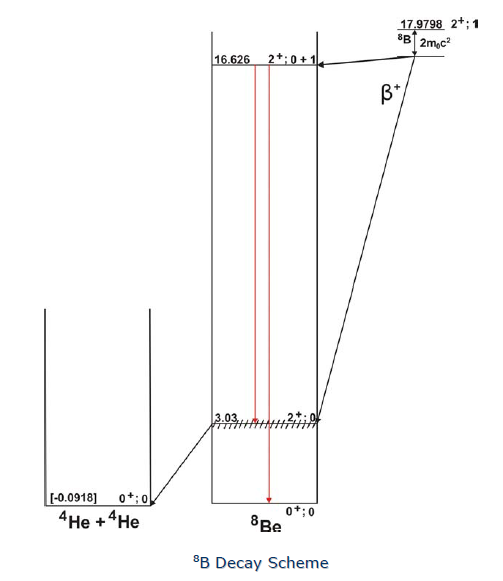 17.9798 2⁺; 1
⁸B 2m₀c²
16.626 2⁺; 0 + 1
β⁺
3.03 2⁺; 0
[-0.0918] 0⁺; 0
0⁺; 0
⁴He + ⁴He
⁸Be
⁸B Decay Scheme